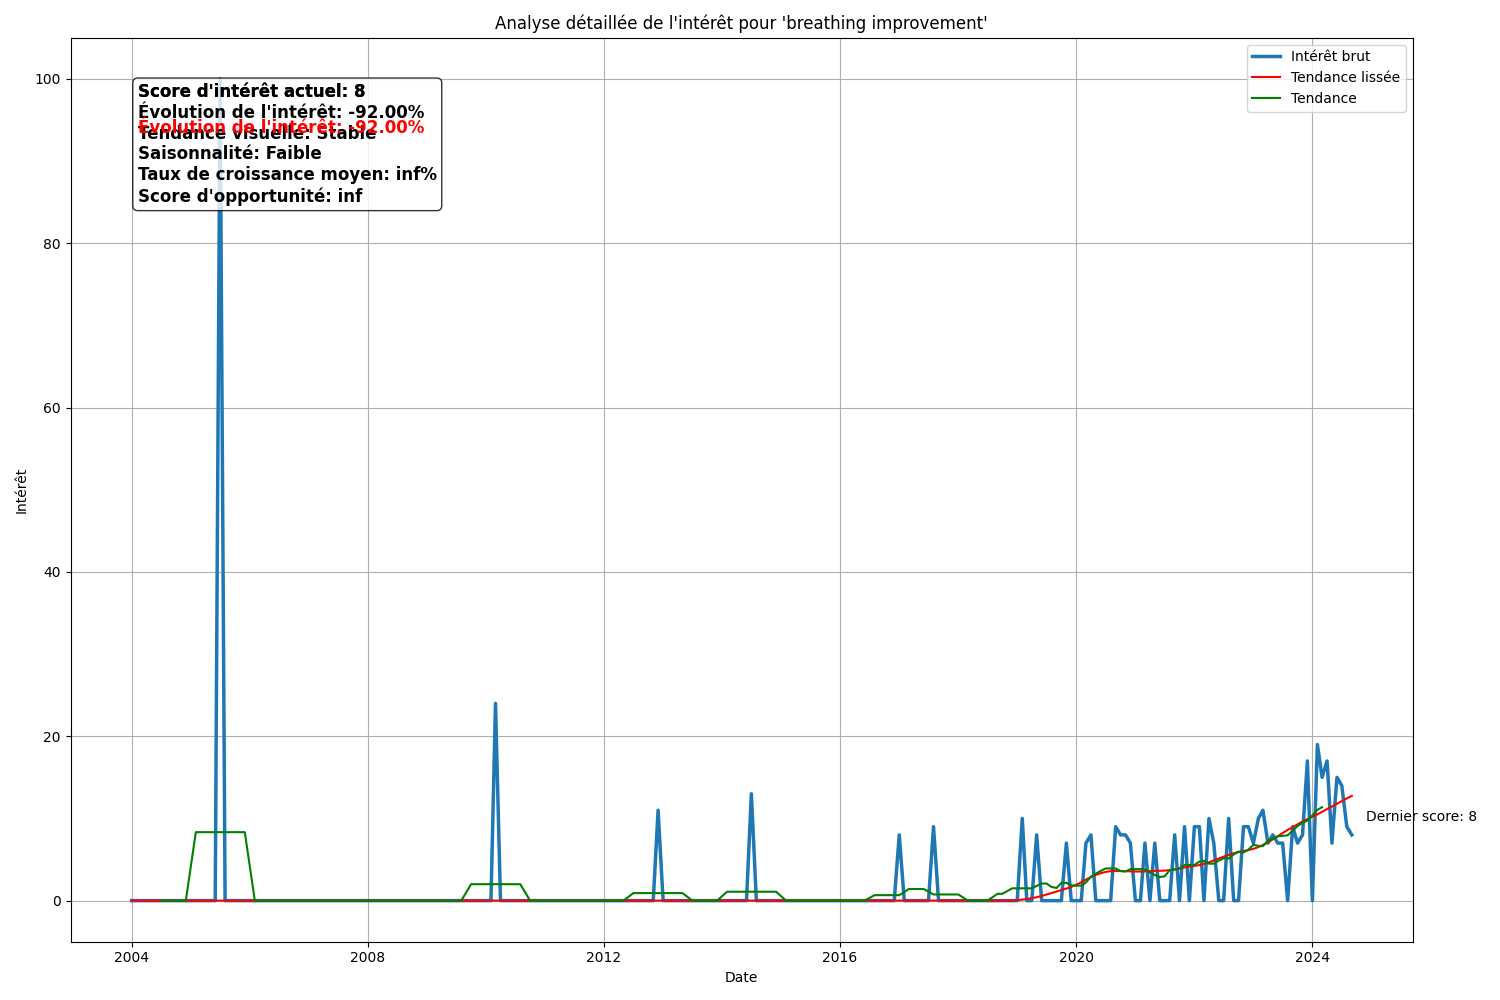 Analyse détaillée de l'intérêt pour 'breathing improvement'
Intérêt brut
Tendance lissée
Tendance
Score d'intérêt actuel: 8
Évolution de l'intérêt: -92.00%
Évolution de l'intérêt: -92.00%
Tendance visuelle: Stable
Saisonnalité: Faible
Taux de croissance moyen: inf%
Score d'opportunité: inf
Intérêt
100
80
60
40
20
0
Dernier score: 8
2004
2008
2012
2016
2020
2024
Date